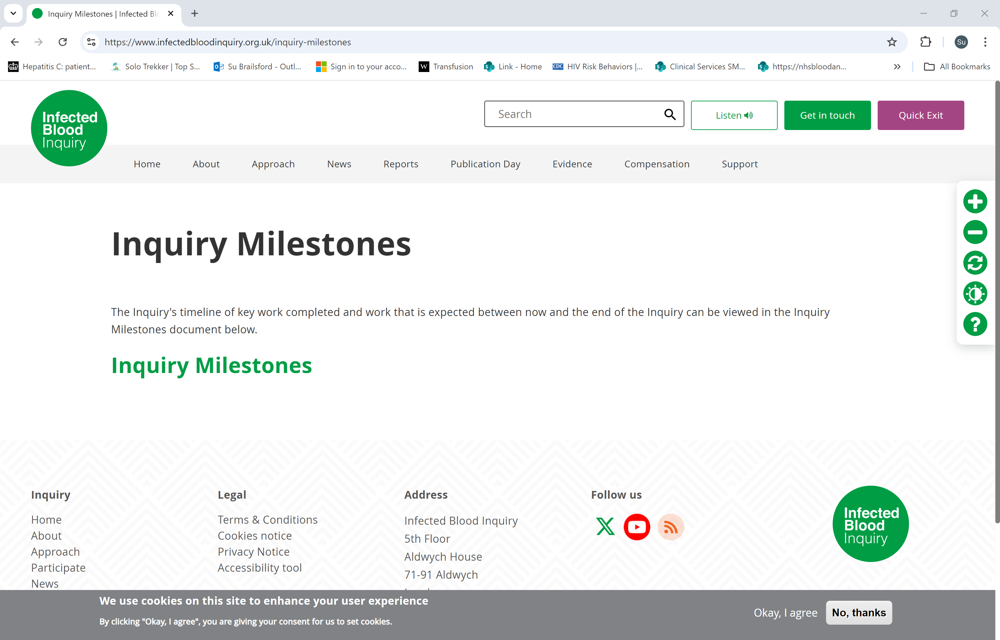 Inquiry Milestones | Infected Blo
https://www.infectedbloodinquiry.org.uk/inquiry-milestones
Su
Hepatitis C: patient...
Solo Trekker | Top S...
Su Brailsford - Outl...
Sign in to your acco...
W Transfusion
Link - Home
CDC HIV Risk Behaviors |...
Clinical Services SM...
https://nhsbloodan...
All Bookmarks
Infected
Blood
Inquiry
Search
Listen
Get in touch
Quick Exit
Home About Approach News Reports Publication Day Evidence Compensation Support
Inquiry Milestones
The Inquiry's timeline of key work completed and work that is expected between now and the end of the Inquiry can be viewed in the Inquiry
Milestones document below.
Inquiry Milestones
Inquiry
Home
About
Approach
Participate
News
Legal
Terms & Conditions
Cookies notice
Privacy Notice
Accessibility tool
Address
Infected Blood Inquiry
5th Floor
Aldwych House
71-91 Aldwych
Follow us
Infected
Blood
Inquiry
We use cookies on this site to enhance your user experience
By clicking "Okay, I agree", you are giving your consent for us to set cookies.
Okay, I agree
No, thanks